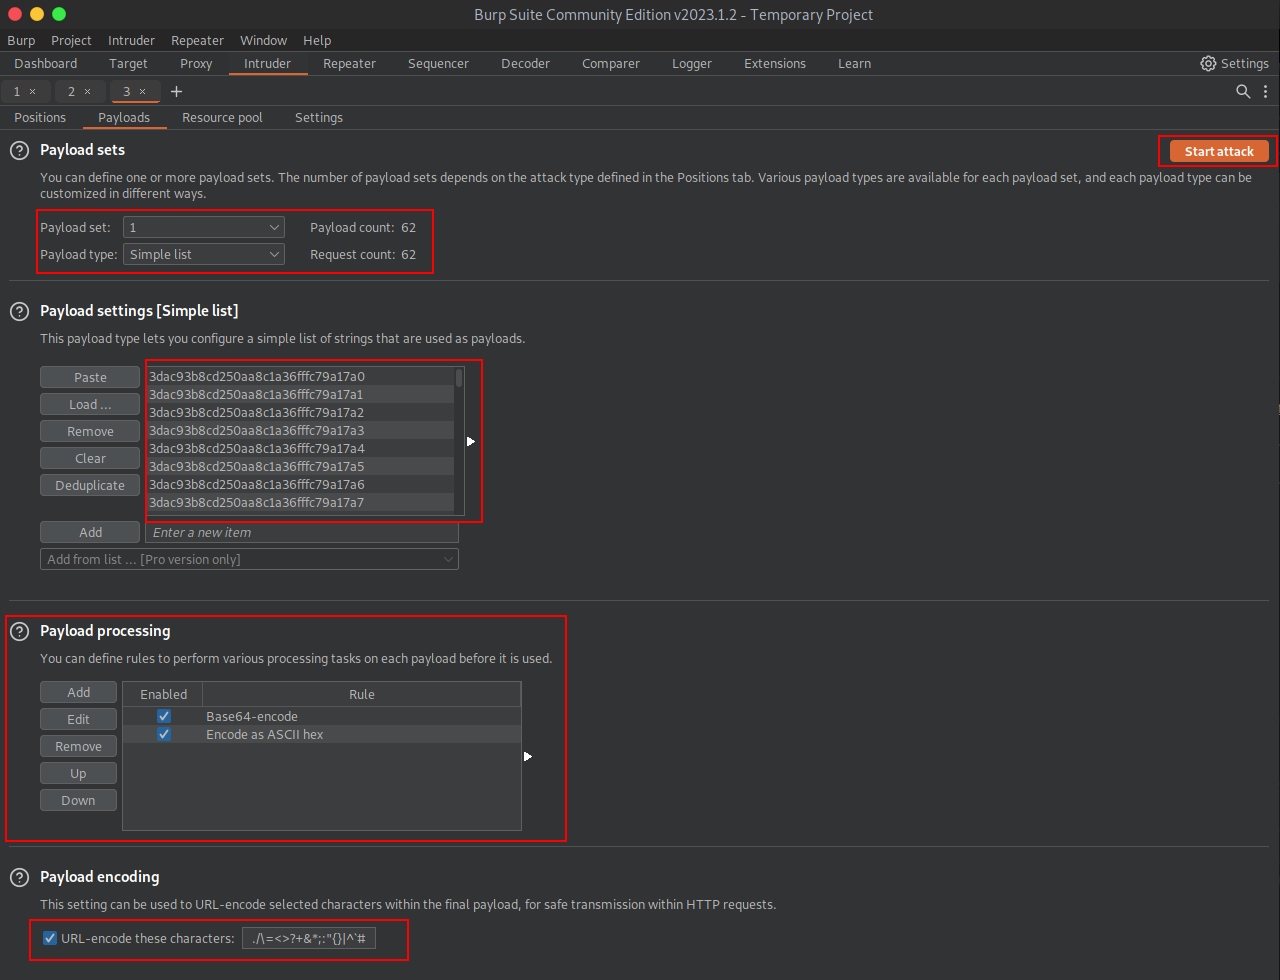 Burp Suite Community Edition v2023.1.2 - Temporary Project
Burp Project Intruder Repeater Window Help
Dashboard Target Proxy Intruder Repeater Sequencer Decoder Comparer Logger Extensions Learn Settings
1 × 2 × 3 × +
Positions Payloads Resource pool Settings
? Payload sets Start attack
You can define one or more payload sets. The number of payload sets depends on the attack type defined in the Positions tab. Various payload types are available for each payload set, and each payload type can be
customized in different ways.
Payload set: 1 Payload count: 62
Payload type: Simple list Request count: 62
? Payload settings [Simple list]
This payload type lets you configure a simple list of strings that are used as payloads.
Paste
Load ...
Remove
Clear
Deduplicate
3dac93b8cd250aa8c1a36fffc79a17a0
3dac93b8cd250aa8c1a36fffc79a17a1
3dac93b8cd250aa8c1a36fffc79a17a2
3dac93b8cd250aa8c1a36fffc79a17a3
3dac93b8cd250aa8c1a36fffc79a17a4
3dac93b8cd250aa8c1a36fffc79a17a5
3dac93b8cd250aa8c1a36fffc79a17a6
3dac93b8cd250aa8c1a36fffc79a17a7
Add Enter a new item
Add from list ... [Pro version only]
? Payload processing
You can define rules to perform various processing tasks on each payload before it is used.
Add
Edit
Remove
Up
Down
Enabled Rule
Base64-encode
Encode as ASCII hex
? Payload encoding
This setting can be used to URL-encode selected characters within the final payload, for safe transmission within HTTP requests.
URL-encode these characters: ./\=<>?+&*;:"{}|^`#